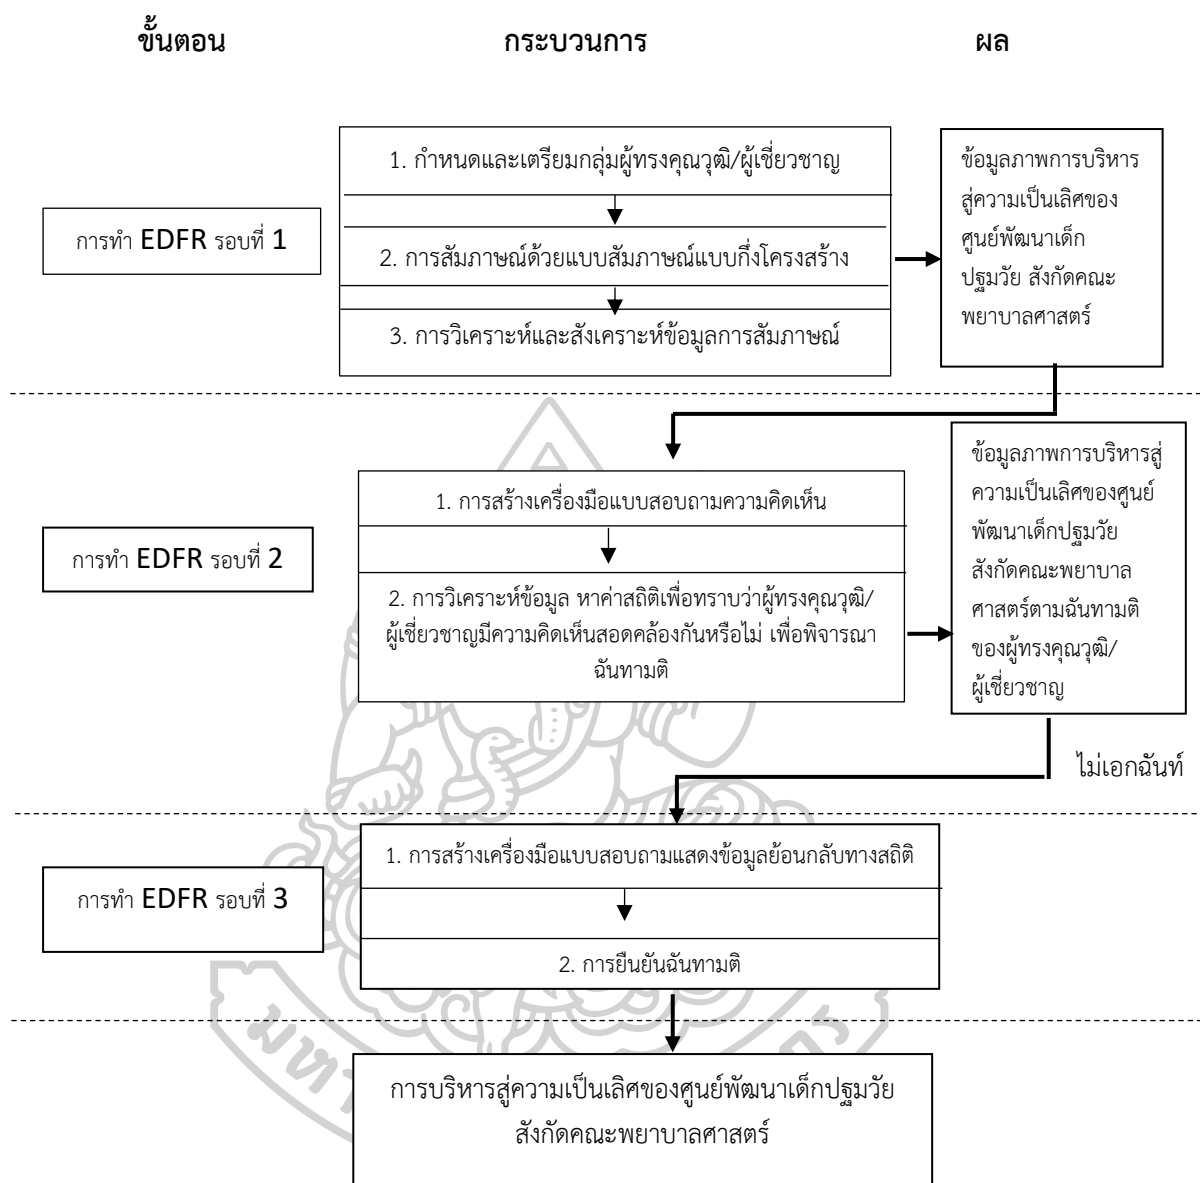 ขั้นตอน
กระบวนการ
ผล
การทำ EDFR รอบที่ 1
1. กำหนดและเตรียมกลุ่มผู้ทรงคุณวุฒิ/ผู้เชี่ยวชาญ
2. การสัมภาษณ์ด้วยแบบสัมภาษณ์แบบกึ่งโครงสร้าง
3. การวิเคราะห์และสังเคราะห์ข้อมูลการสัมภาษณ์
ข้อมูลภาพการบริหาร
สู่ความเป็นเลิศของ
ศูนย์พัฒนาเด็ก
ปฐมวัย สังกัดคณะ
พยาบาลศาสตร์
การทำ EDFR รอบที่ 2
1. การสร้างเครื่องมือแบบสอบถามความคิดเห็น
2. การวิเคราะห์ข้อมูล หาค่าสถิติเพื่อทราบว่าผู้ทรงคุณวุฒิ/
ผู้เชี่ยวชาญมีความคิดเห็นสอดคล้องกันหรือไม่ เพื่อพิจารณา
ฉันทามติ
ข้อมูลภาพการบริหารสู่
ความเป็นเลิศของศูนย์
พัฒนาเด็กปฐมวัย
สังกัดคณะพยาบาล
ศาสตร์ตามฉันทามติ
ของผู้ทรงคุณวุฒิ/
ผู้เชี่ยวชาญ
ไม่เอกฉันท์
การทำ EDFR รอบที่ 3
1. การสร้างเครื่องมือแบบสอบถามแสดงข้อมูลย้อนกลับทางสถิติ
2. การยืนยันฉันทามติ
การบริหารสู่ความเป็นเลิศของศูนย์พัฒนาเด็กปฐมวัย
สังกัดคณะพยาบาลศาสตร์